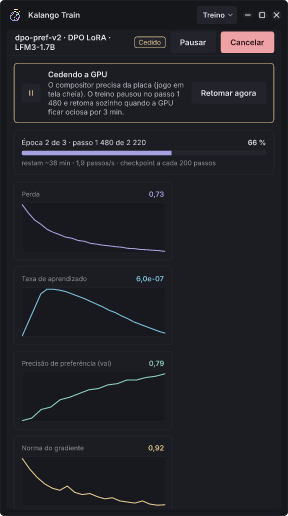 Kalango Train
Treino
dpo-pref-v2 · DPO LoRA ·
LFM3-1.7B
Cedido
Pausar
Cancelar
Cedendo a GPU
O compositor precisa da placa (jogo em
tela cheia). O treino pausou no passo 1
480 e retoma sozinho quando a GPU
ficar ociosa por 3 min.
Retomar agora
Época 2 de 3 · passo 1 480 de 2 220
66 %
restam ~38 min · 1,9 passos/s · checkpoint a cada 200 passos
Perda
0,73
Taxa de aprendizado
6,0e-07
Precisão de preferência (val)
0,79
Norma do gradiente
0,92